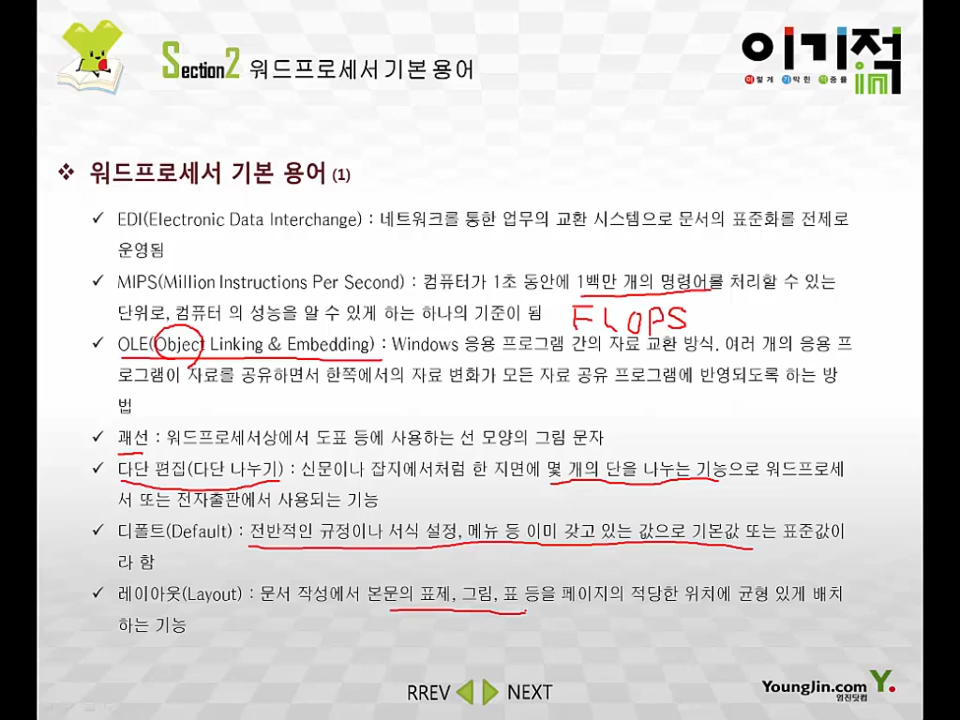 Section2 워드프로세서 기본 용어
이기적in
이렇게 기막힌 적중률
❖ 워드프로세서 기본 용어 (1)
✓ EDI(Electronic Data Interchange) : 네트워크를 통한 업무의 교환 시스템으로 문서의 표준화를 전제로
운영됨
✓ MIPS(Million Instructions Per Second) : 컴퓨터가 1초 동안에 1백만 개의 명령어를 처리할 수 있는
단위로, 컴퓨터 의 성능을 알 수 있게 하는 하나의 기준이 됨
FLOPS
✓ OLE(Object Linking & Embedding) : Windows 응용 프로그램 간의 자료 교환 방식. 여러 개의 응용 프
로그램이 자료를 공유하면서 한쪽에서의 자료 변화가 모든 자료 공유 프로그램에 반영되도록 하는 방
법
✓ 괘선 : 워드프로세서상에서 도표 등에 사용하는 선 모양의 그림 문자
✓ 다단 편집(다단 나누기) : 신문이나 잡지에서처럼 한 지면에 몇 개의 단을 나누는 기능으로 워드프로세
서 또는 전자출판에서 사용되는 기능
✓ 디폴트(Default) : 전반적인 규정이나 서식 설정, 메뉴 등 이미 갖고 있는 값으로 기본값 또는 표준값이
라 함
✓ 레이아웃(Layout) : 문서 작성에서 본문의 표제, 그림, 표 등을 페이지의 적당한 위치에 균형 있게 배치
하는 기능
RREV NEXT
YoungJin.com Y.
영진닷컴